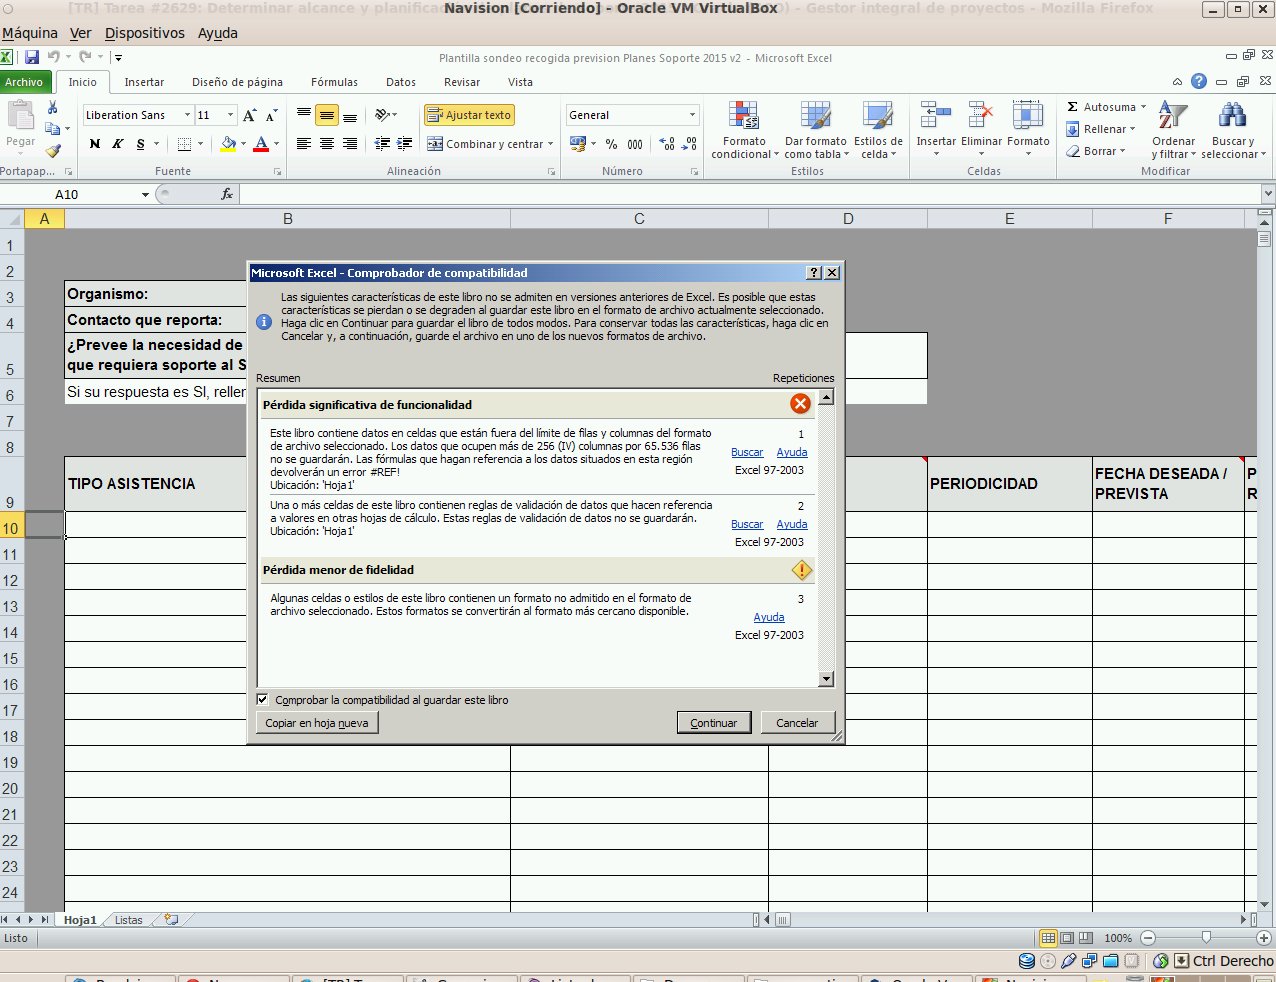 [TR] Tarea #2629: Determinar alcance y planifica Navision [Corriendo] - Oracle VM VirtualBox O) - Gestor integral de proyectos - Mozilla Firefox
Máquina Ver Dispositivos Ayuda
Plantilla sondeo recogida prevision Planes Soporte 2015 v2 - Microsoft Excel
Archivo Inicio Insertar Diseño de página Fórmulas Datos Revisar Vista
Liberation Sans 11 Ajustar texto General Autosuma
Pegar N K S Combinar y centrar % 000 Formato condicional Dar formato como tabla Estilos de celda Insertar Eliminar Formato Rellenar Borrar Ordenar y filtrar Buscar y seleccionar
Portapap... Fuente Alineación Número Estilos Celdas Modificar
A10 fx
A B C D E F
1
2
3 Organismo:
4 Contacto que reporta:
5 ¿Prevee la necesidad de
que requiera soporte al S
6 Si su respuesta es SI, reller
7
8
9 TIPO ASISTENCIA PERIODICIDAD FECHA DESEADA / PREVISTA P R
10
11
12
13
14
15
16
17
18
19
20
21
22
23
24
Microsoft Excel - Comprobador de compatibilidad
Las siguientes características de este libro no se admiten en versiones anteriores de Excel. Es posible que estas
características se pierdan o se degraden al guardar este libro en el formato de archivo actualmente seleccionado.
Haga clic en Continuar para guardar el libro de todos modos. Para conservar todas las características, haga clic en
Cancelar y, a continuación, guarde el archivo en uno de los nuevos formatos de archivo.
Resumen Repeticiones
Pérdida significativa de funcionalidad
Este libro contiene datos en celdas que están fuera del límite de filas y columnas del formato 1
de archivo seleccionado. Los datos que ocupen más de 256 (IV) columnas por 65.536 filas
no se guardarán. Las fórmulas que hagan referencia a los datos situados en esta región Buscar Ayuda
devolverán un error #REF! Excel 97-2003
Ubicación: 'Hoja1'
Una o más celdas de este libro contienen reglas de validación de datos que hacen referencia 2
a valores en otras hojas de cálculo. Estas reglas de validación de datos no se guardarán. Buscar Ayuda
Ubicación: 'Hoja1' Excel 97-2003
Pérdida menor de fidelidad
Algunas celdas o estilos de este libro contienen un formato no admitido en el formato de 3
archivo seleccionado. Estos formatos se convertirán al formato más cercano disponible. Ayuda
Excel 97-2003
Comprobar la compatibilidad al guardar este libro
Copiar en hoja nueva Continuar Cancelar
Hoja1 Listas
Listo 100%
Ctrl Derecho